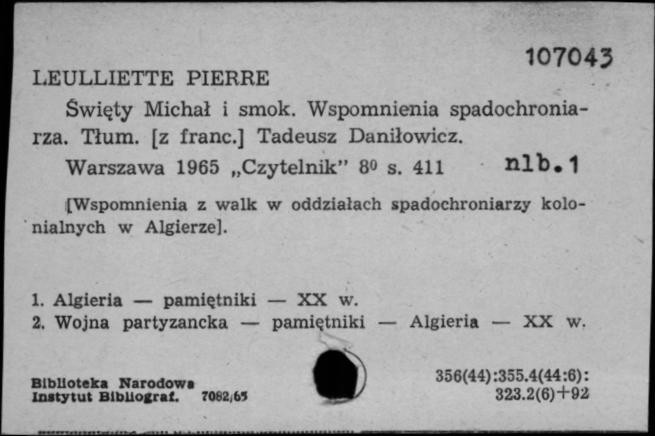 107043
LEULLIETTE PIERRE
Święty Michał i smok. Wspomnienia spadochronia-
rza. Tłum. [z franc.] Tadeusz Daniłowicz.
Warszawa 1965 „Czytelnik” 8⁰ s. 411 nlb.1
[Wspomnienia z walk w oddziałach spadochroniarzy kolo-
nialnych w Algierze].
1. Algieria — pamiętniki — XX w.
2. Wojna partyzancka — pamiętniki — Algieria — XX w.
Biblioteka Narodowa 356(44):355.4(44:6):
Instytut Bibliograf. 7082/65 323.2(6)+92